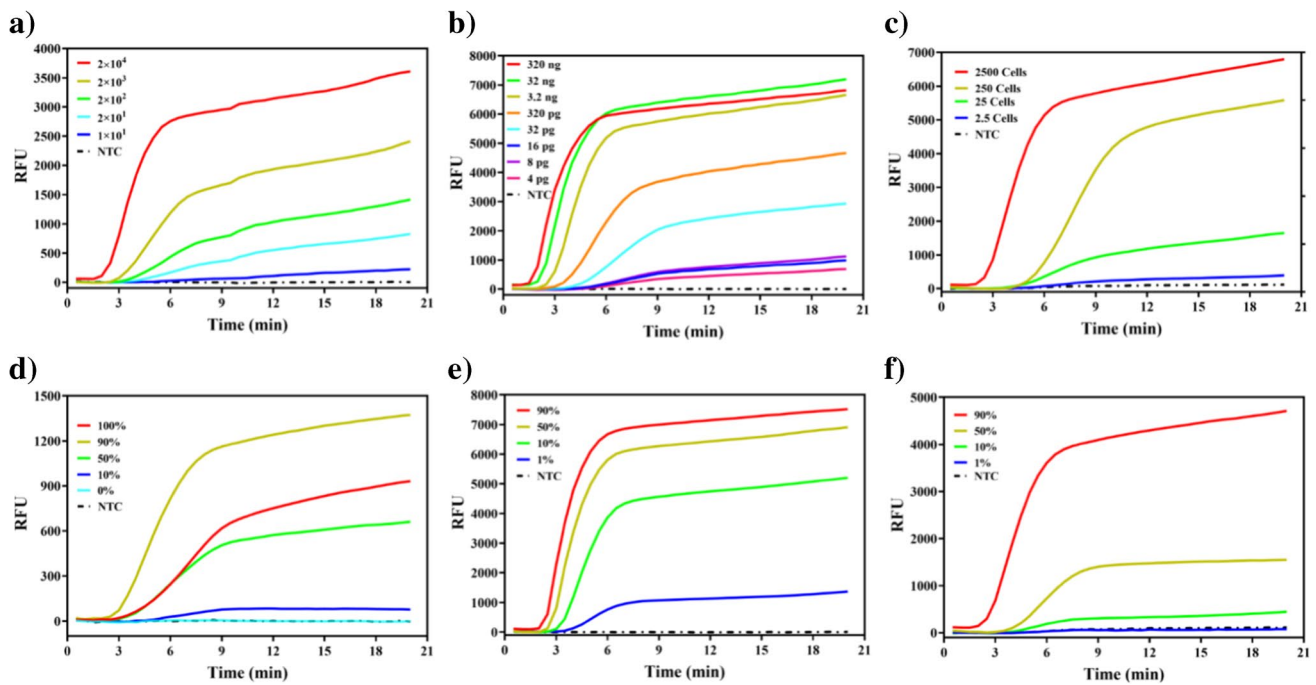 a)
4000
3500
3000
2500
2000
1500
1000
500
0
RFU
2×10⁴
2×10³
2×10²
2×10¹
1×10¹
NTC
0 3 6 9 12 15 18 21
Time (min)
b)
8000
7000
6000
5000
4000
3000
2000
1000
0
RFU
320 ng
32 ng
3.2 ng
320 pg
32 pg
16 pg
8 pg
4 pg
NTC
0 3 6 9 12 15 18 21
Time (min)
c)
7000
6000
5000
4000
3000
2000
1000
0
RFU
2500 Cells
250 Cells
25 Cells
2.5 Cells
NTC
0 3 6 9 12 15 18 21
Time (min)
d)
1500
1200
900
600
300
0
RFU
100%
90%
50%
10%
0%
NTC
0 3 6 9 12 15 18 21
Time (min)
e)
8000
7000
6000
5000
4000
3000
2000
1000
0
RFU
90%
50%
10%
1%
NTC
0 3 6 9 12 15 18 21
Time (min)
f)
5000
4000
3000
2000
1000
0
RFU
90%
50%
10%
1%
NTC
0 3 6 9 12 15 18 21
Time (min)